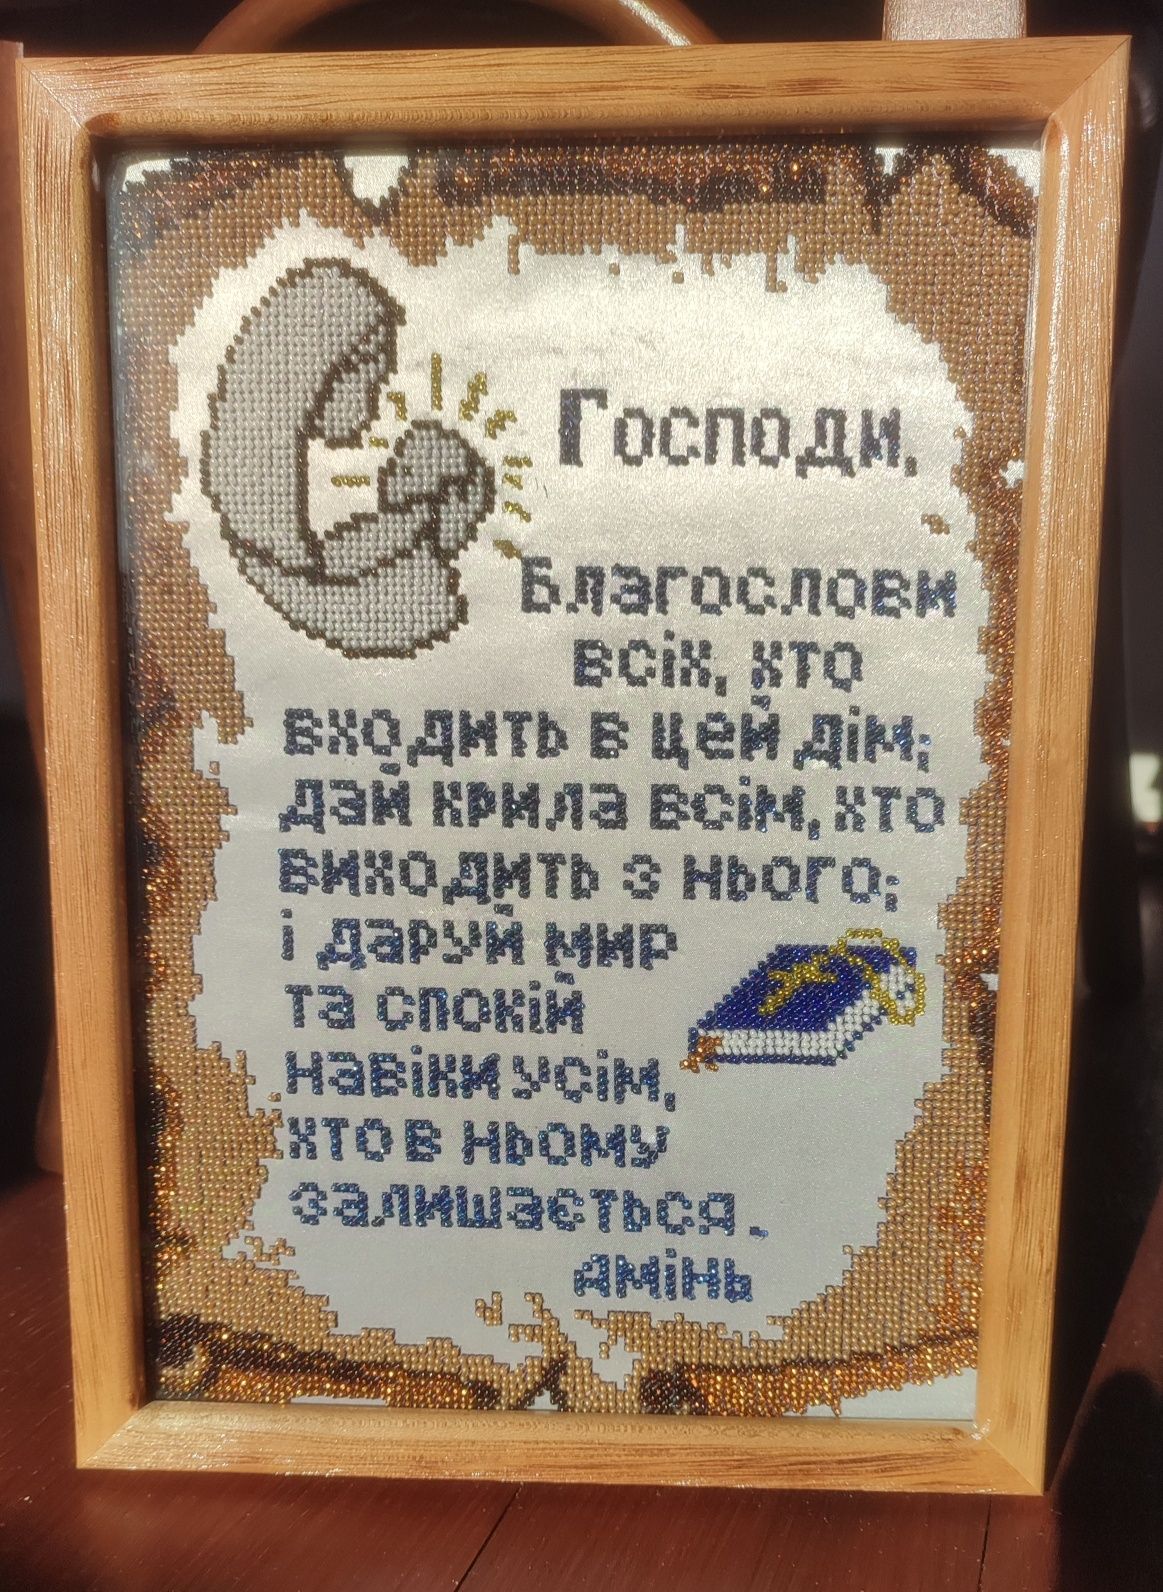 Господи,
Благослови
всіх, хто
входить в цей дім;
дай крила всім, хто
виходить з нього;
і даруй мир
та спокій
навіки усім,
хто в ньому
залишається.
Амінь